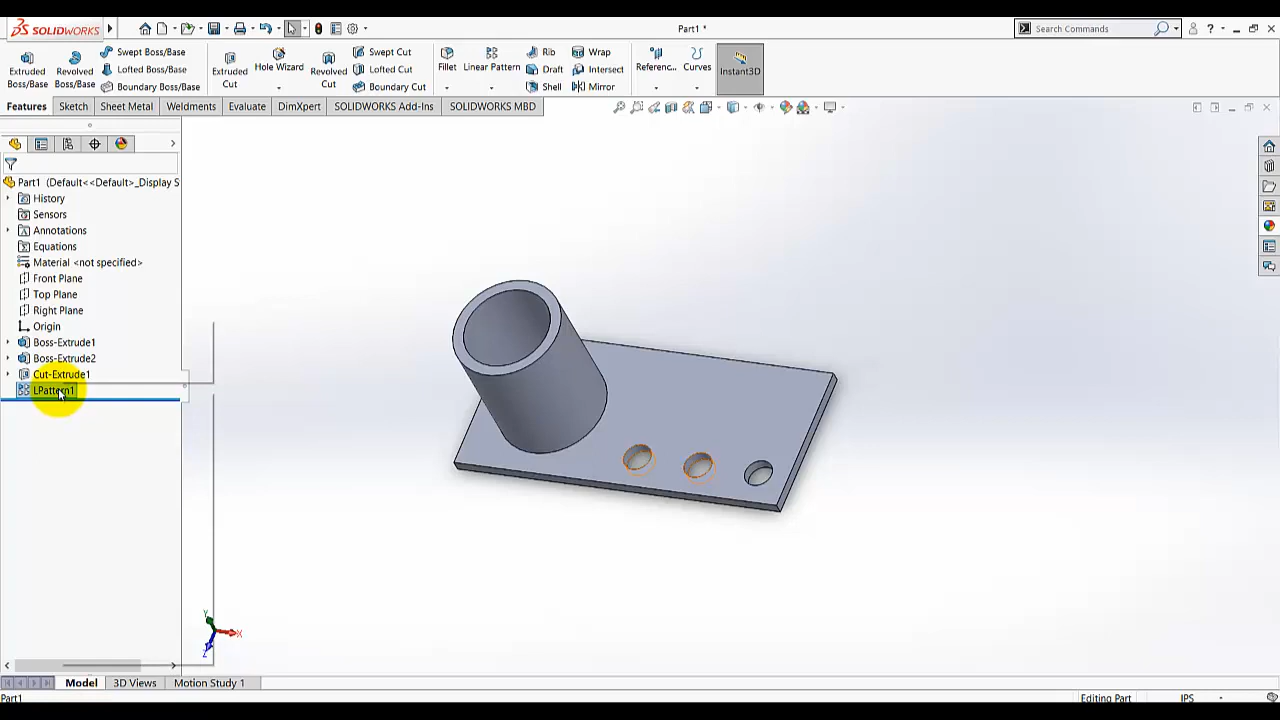 SOLIDWORKS
Part1 *
Search Commands
?
Extruded Boss/Base
Revolved Boss/Base
Swept Boss/Base
Lofted Boss/Base
Boundary Boss/Base
Extruded Cut
Hole Wizard
Revolved Cut
Swept Cut
Lofted Cut
Boundary Cut
Fillet
Linear Pattern
Rib
Draft
Shell
Wrap
Intersect
Mirror
Referenc...
Curves
Instant3D
Features
Sketch
Sheet Metal
Weldments
Evaluate
DimXpert
SOLIDWORKS Add-Ins
SOLIDWORKS MBD
Part1 (Default<<Default>_Display S
History
Sensors
Annotations
Equations
Material <not specified>
Front Plane
Top Plane
Right Plane
Origin
Boss-Extrude1
Boss-Extrude2
Cut-Extrude1
LPattern1
Y
X
Z
Model
3D Views
Motion Study 1
Part1
Editing Part
IPS
-